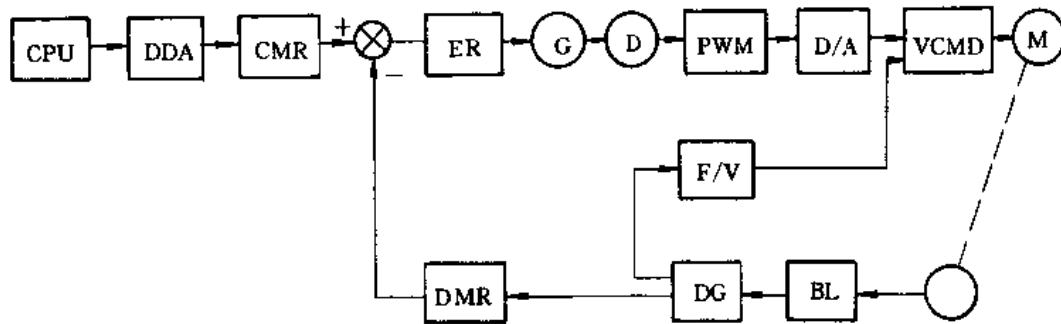 CPU DDA CMR + − ER G D PWM D/A VCMD M
F/V
DMR DG BL